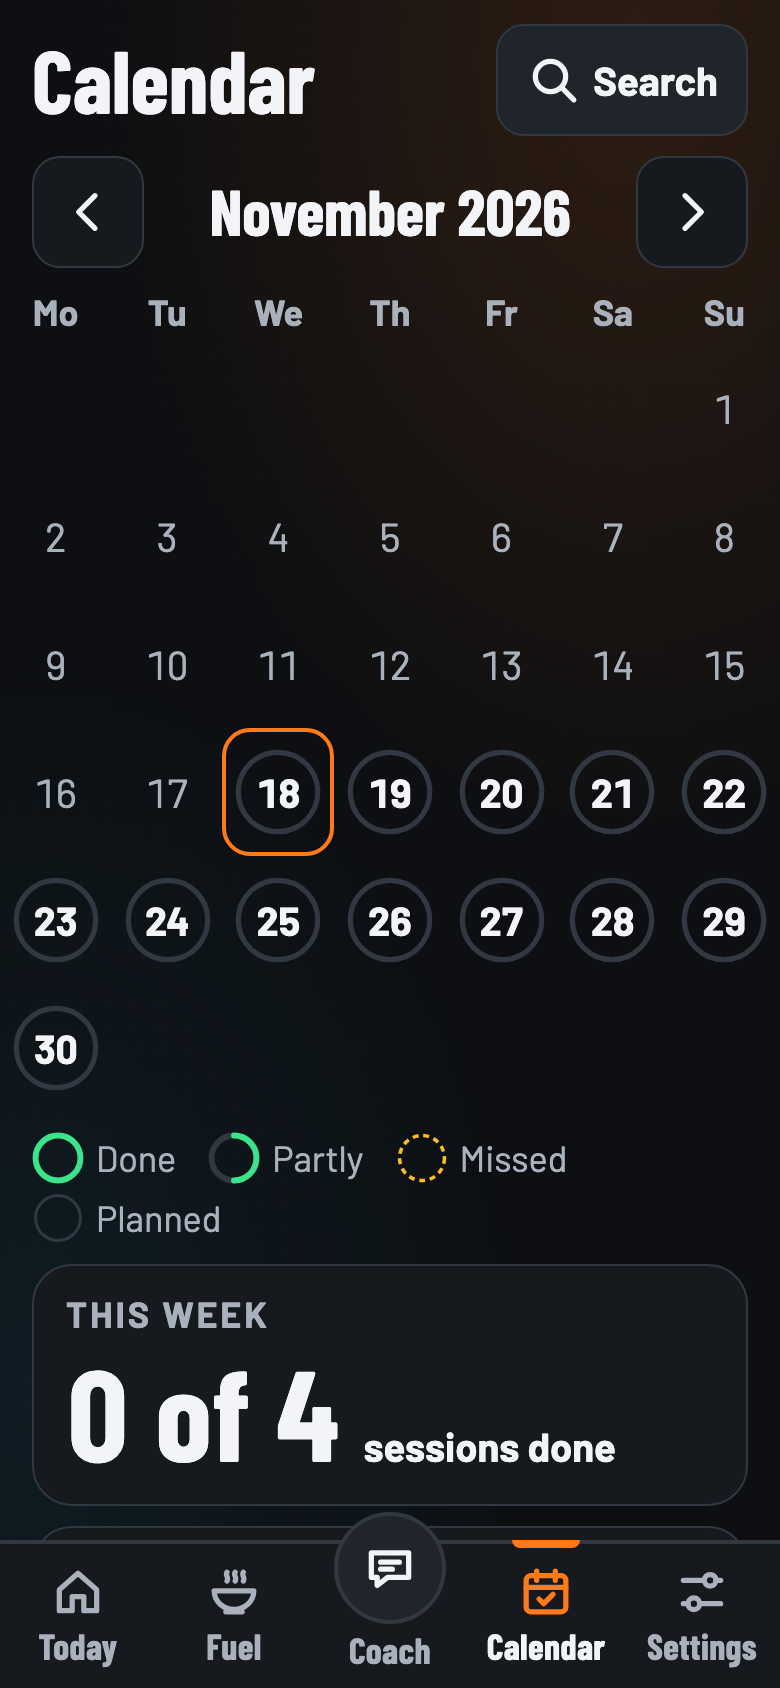 Calendar
Search
November 2026
Mo Tu We Th Fr Sa Su
1
2 3 4 5 6 7 8
9 10 11 12 13 14 15
16 17 18 19 20 21 22
23 24 25 26 27 28 29
30
Done Partly Missed
Planned
THIS WEEK
0 of 4 sessions done
Today Fuel Coach Calendar Settings